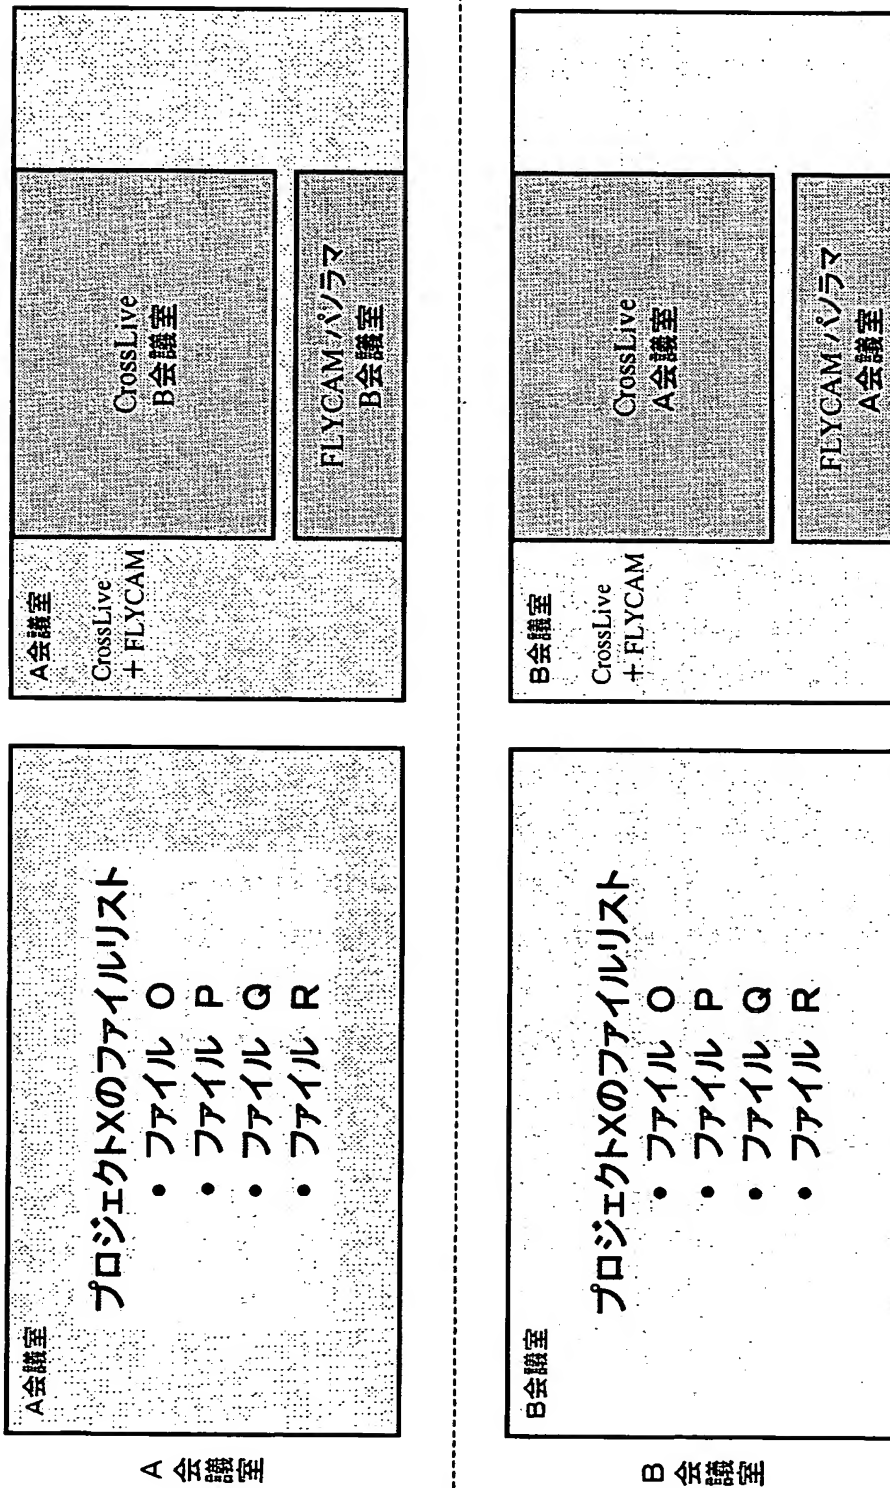 A 会議室
A会議室
プロジェクトXのファイルリスト
• ファイル O
• ファイル P
• ファイル Q
• ファイル R
A会議室
CrossLive
+ FLYCAM
CrossLive
B会議室
FLYCAM パノラマ
B会議室
B 会議室
B会議室
プロジェクトXのファイルリスト
• ファイル O
• ファイル P
• ファイル Q
• ファイル R
B会議室
CrossLive
+ FLYCAM
CrossLive
A会議室
FLYCAM パノラマ
A会議室